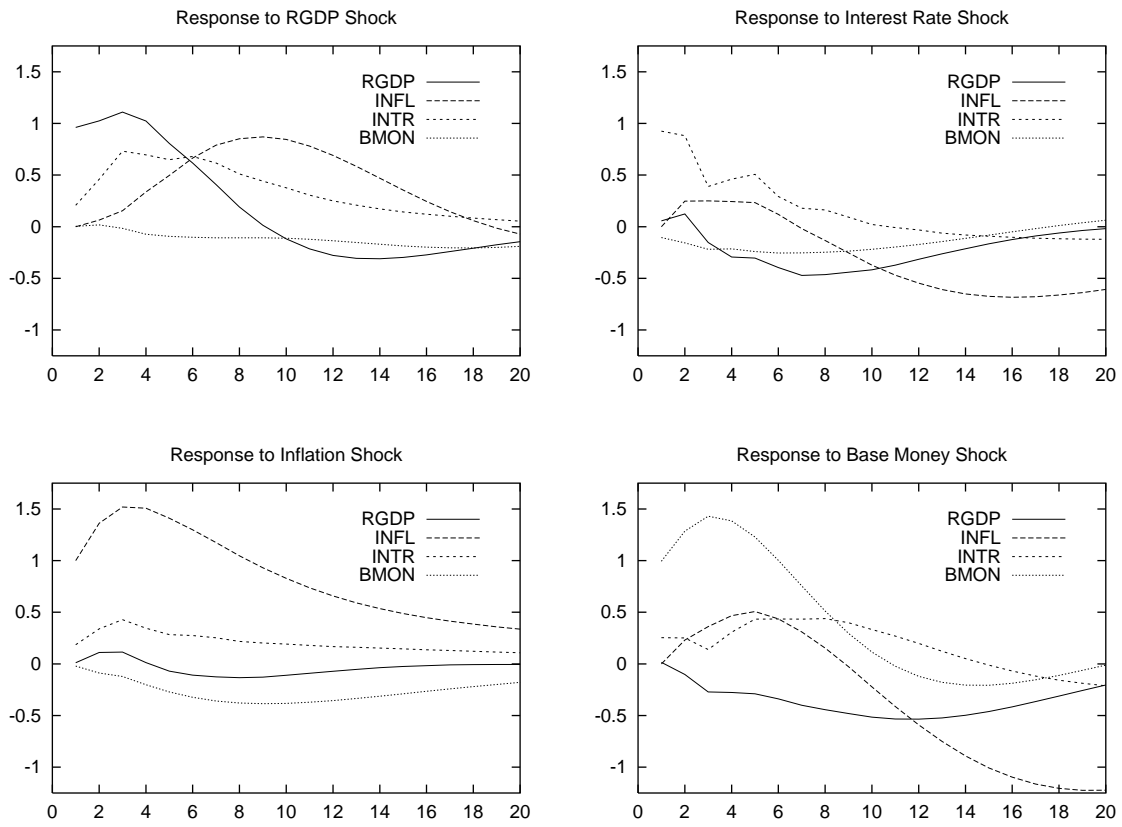 Response to RGDP Shock
1.5
1
0.5
0
-0.5
-1
0 2 4 6 8 10 12 14 16 18 20
RGDP
INFL
INTR
BMON
Response to Interest Rate Shock
1.5
1
0.5
0
-0.5
-1
0 2 4 6 8 10 12 14 16 18 20
RGDP
INFL
INTR
BMON
Response to Inflation Shock
1.5
1
0.5
0
-0.5
-1
0 2 4 6 8 10 12 14 16 18 20
RGDP
INFL
INTR
BMON
Response to Base Money Shock
1.5
1
0.5
0
-0.5
-1
0 2 4 6 8 10 12 14 16 18 20
RGDP
INFL
INTR
BMON